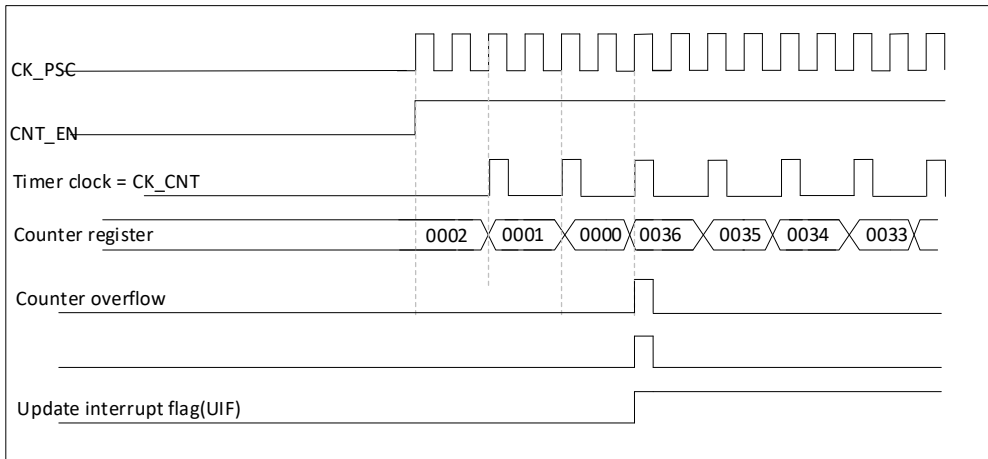 CK_PSC
CNT_EN
Timer clock = CK_CNT
Counter register 0002 0001 0000 0036 0035 0034 0033
Counter overflow
Update interrupt flag(UIF)